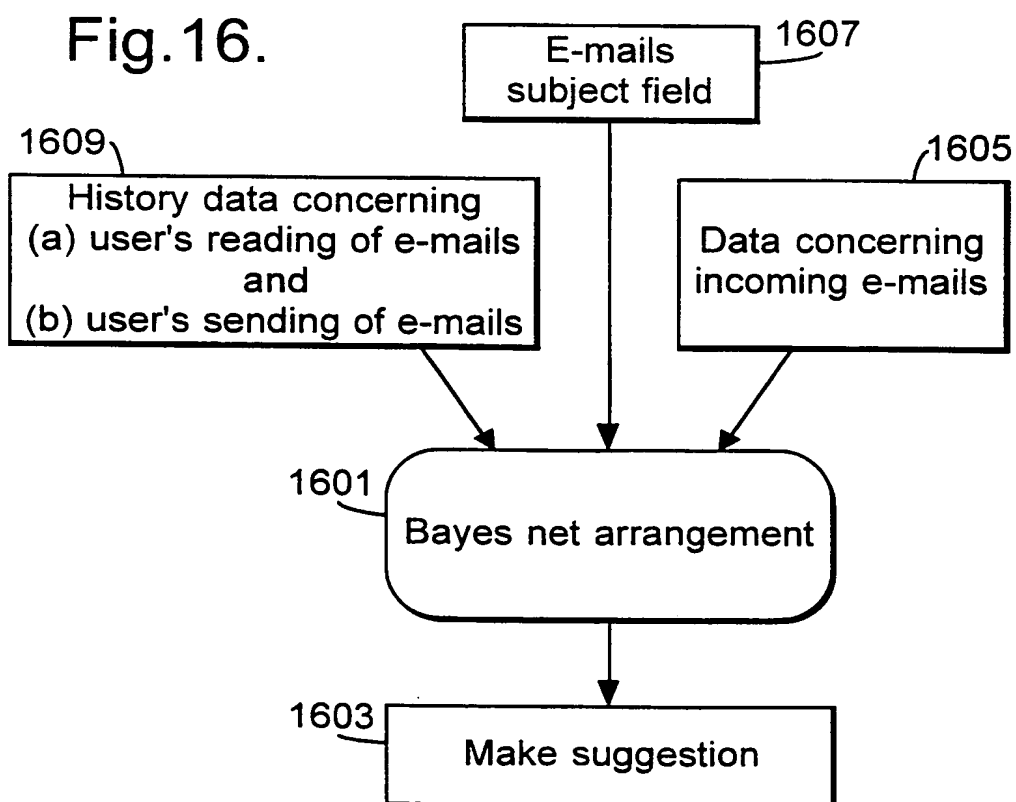 Fig.16.
1607
E-mails
subject field
1609
History data concerning
(a) user's reading of e-mails
and
(b) user's sending of e-mails
1605
Data concerning
incoming e-mails
1601
Bayes net arrangement
1603
Make suggestion